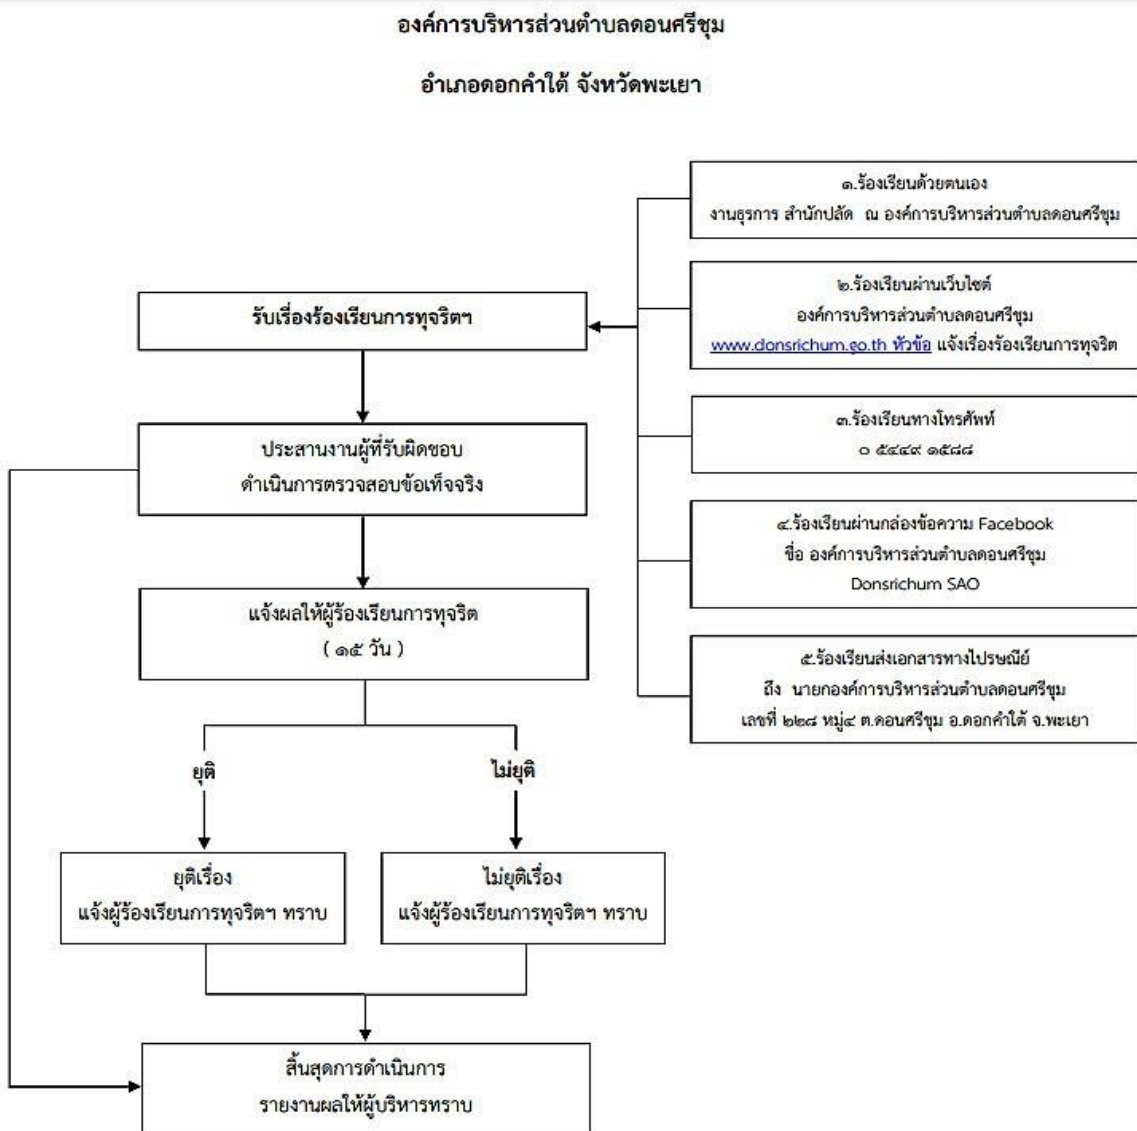 องค์การบริหารส่วนตำบลดอนศรีชุม
อำเภอดอกคำใต้ จังหวัดพะเยา
๑.ร้องเรียนด้วยตนเอง
งานธุรการ สำนักปลัด ณ องค์การบริหารส่วนตำบลดอนศรีชุม
๒.ร้องเรียนผ่านเว็บไซต์
องค์การบริหารส่วนตำบลดอนศรีชุม
www.donsrichum.go.th หัวข้อ แจ้งเรื่องร้องเรียนการทุจริต
๓.ร้องเรียนทางโทรศัพท์
๐ ๕๔๔๙ ๑๕๘๘
๔.ร้องเรียนผ่านกล่องข้อความ Facebook
ชื่อ องค์การบริหารส่วนตำบลดอนศรีชุม
Donsrichum SAO
๕.ร้องเรียนส่งเอกสารทางไปรษณีย์
ถึง นายกองค์การบริหารส่วนตำบลดอนศรีชุม
เลขที่ ๒๒๘ หมู่๔ ต.ดอนศรีชุม อ.ดอกคำใต้ จ.พะเยา
รับเรื่องร้องเรียนการทุจริตฯ
ประสานงานผู้ที่รับผิดชอบ
ดำเนินการตรวจสอบข้อเท็จจริง
แจ้งผลให้ผู้ร้องเรียนการทุจริต
( ๑๕ วัน )
ยุติ
ไม่ยุติ
ยุติเรื่อง
แจ้งผู้ร้องเรียนการทุจริตฯ ทราบ
ไม่ยุติเรื่อง
แจ้งผู้ร้องเรียนการทุจริตฯ ทราบ
สิ้นสุดการดำเนินการ
รายงานผลให้ผู้บริหารทราบ